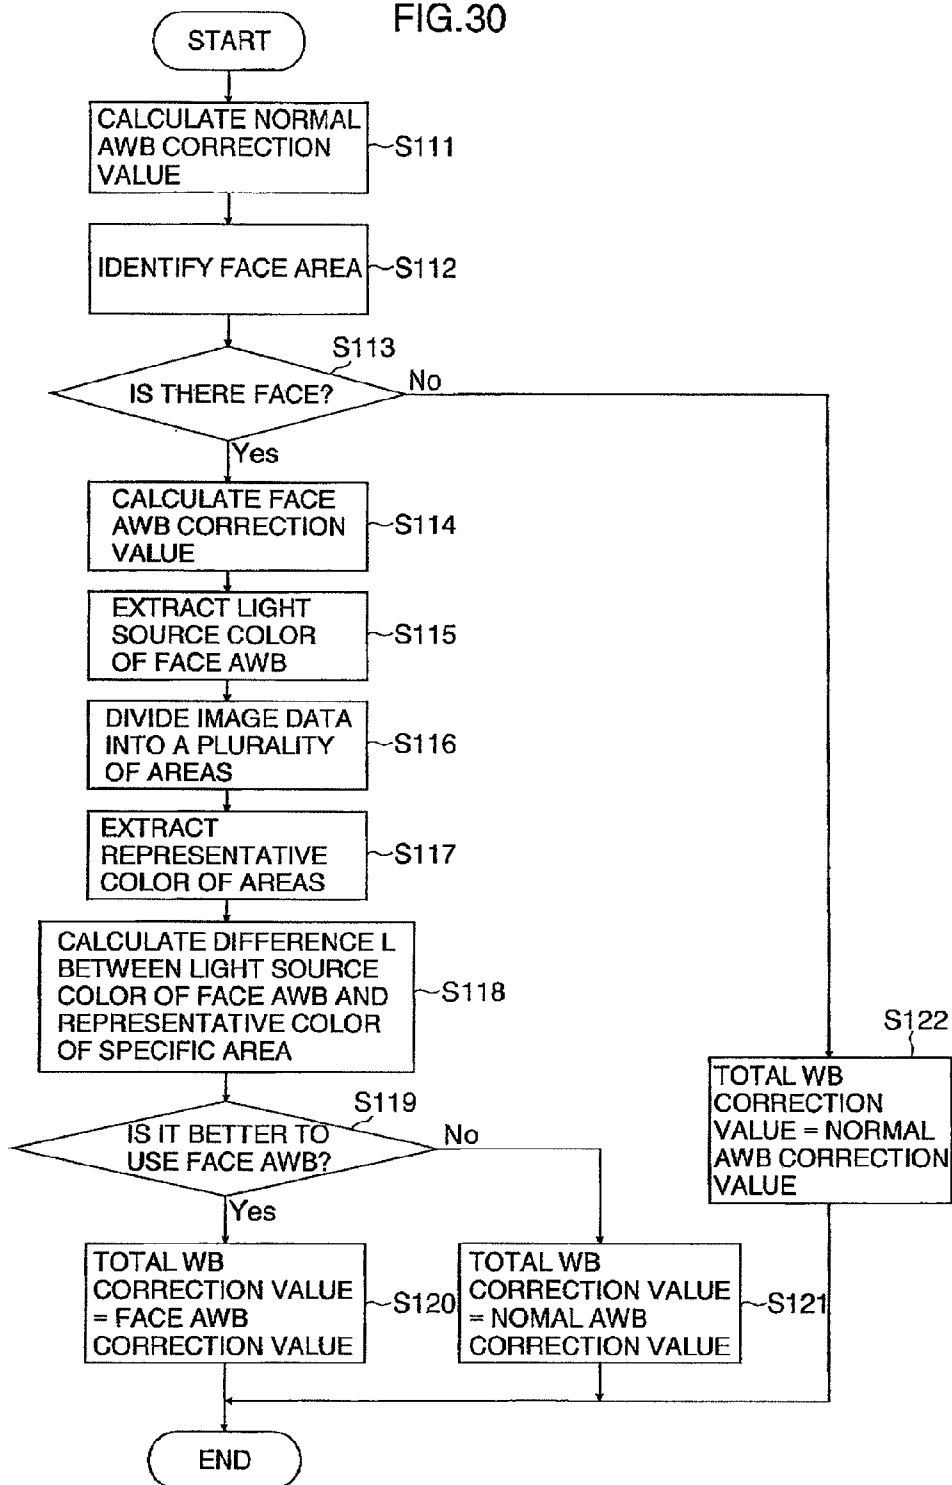 FIG.30
START
CALCULATE NORMAL
AWB CORRECTION
VALUE
S111
IDENTIFY FACE AREA
S112
S113
IS THERE FACE?
No
Yes
CALCULATE FACE
AWB CORRECTION
VALUE
S114
EXTRACT LIGHT
SOURCE COLOR
OF FACE AWB
S115
DIVIDE IMAGE DATA
INTO A PLURALITY
OF AREAS
S116
EXTRACT
REPRESENTATIVE
COLOR OF AREAS
S117
CALCULATE DIFFERENCE L
BETWEEN LIGHT SOURCE
COLOR OF FACE AWB AND
REPRESENTATIVE COLOR
OF SPECIFIC AREA
S118
S119
IS IT BETTER TO
USE FACE AWB?
No
Yes
S122
TOTAL WB
CORRECTION
VALUE = NORMAL
AWB CORRECTION
VALUE
TOTAL WB
CORRECTION VALUE
= FACE AWB
CORRECTION VALUE
S120
TOTAL WB
CORRECTION VALUE
= NOMAL AWB
CORRECTION VALUE
S121
END